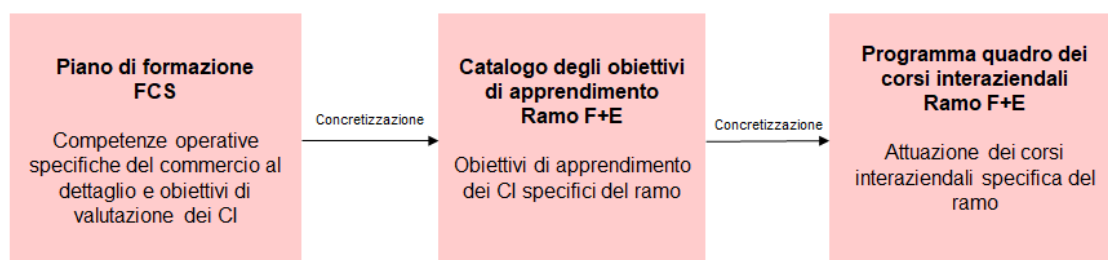 Piano di formazione
FCS
Competenze operative
specifiche del commercio al
dettaglio e obiettivi di
valutazione dei CI
Concretizzazione
Catalogo degli obiettivi
di apprendimento
Ramo F+E
Obiettivi di apprendimento
dei CI specifici del ramo
Concretizzazione
Programma quadro dei
corsi interaziendali
Ramo F+E
Attuazione dei corsi
interaziendali specifica del
ramo